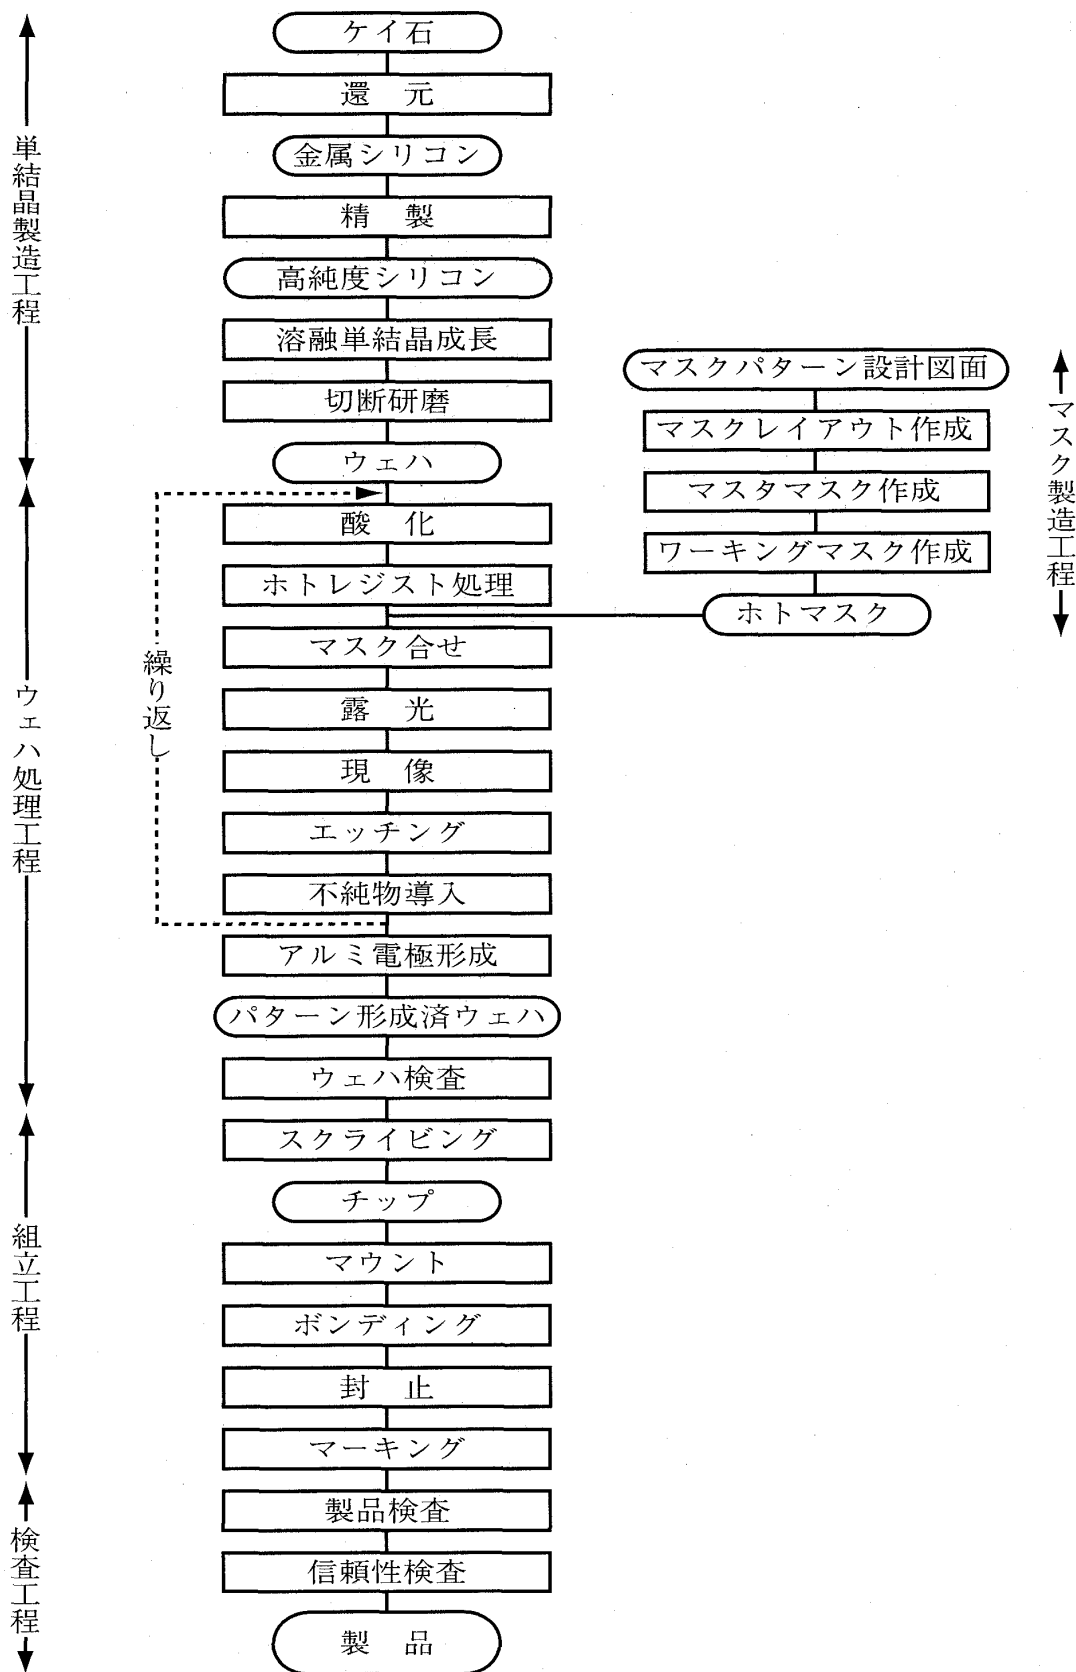 単結晶製造工程
ケイ石
還　元
金属シリコン
精　製
高純度シリコン
溶融単結晶成長
切断研磨
ウェハ
マスク製造工程
マスクパターン設計図面
マスクレイアウト作成
マスタマスク作成
ワーキングマスク作成
ホトマスク
ウェハ処理工程
繰り返し
酸　化
ホトレジスト処理
マスク合せ
露　光
現　像
エッチング
不純物導入
アルミ電極形成
パターン形成済ウェハ
ウェハ検査
組立工程
スクライビング
チップ
マウント
ボンディング
封　止
マーキング
検査工程
製品検査
信頼性検査
製　品